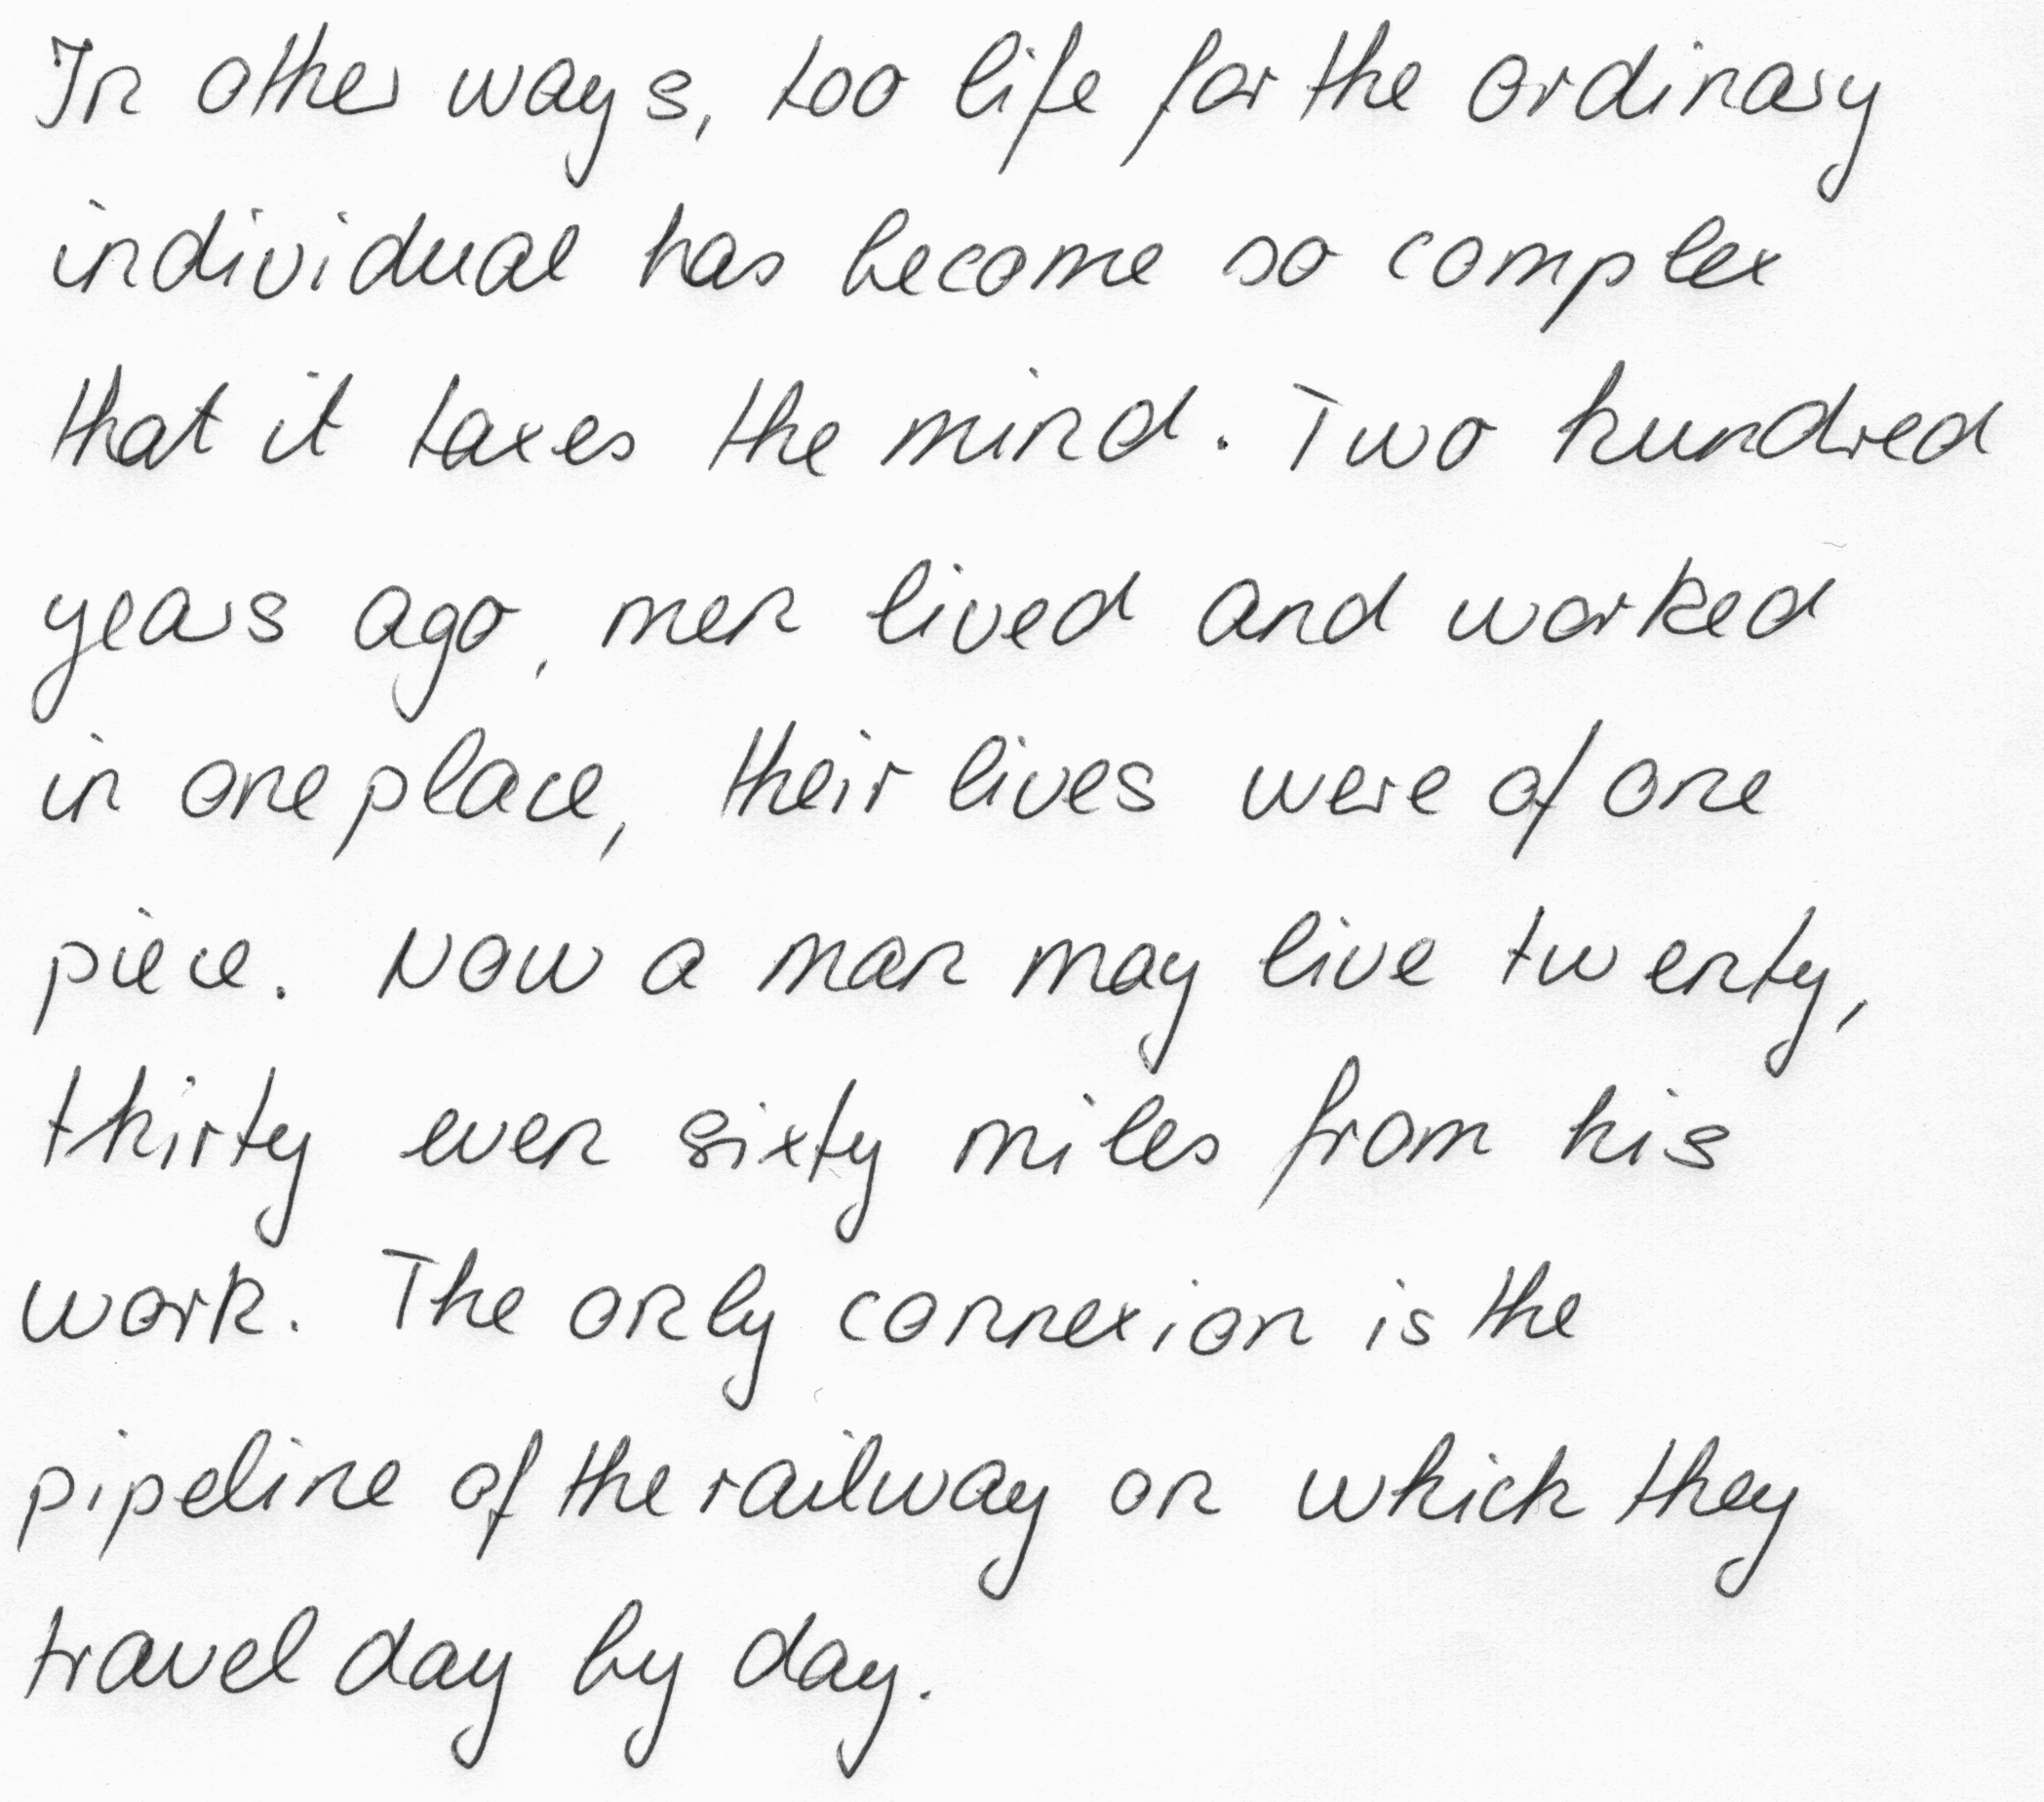 In other ways, too life for the ordinary
individual has become so complex
that it taxes the mind. Two hundred
years ago, men lived and worked
in one place, their lives were of one
piece. Now a man may live twenty,
thirty even sixty miles from his
work. The only connexion is the
pipeline of the railway on which they
travel day by day.